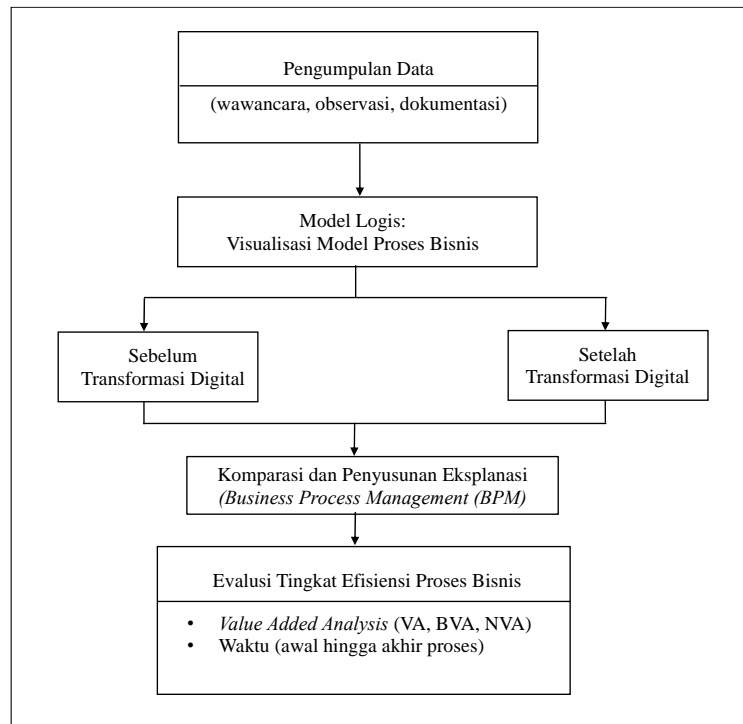 Pengumpulan Data
(wawancara, observasi, dokumentasi)
Model Logis:
Visualisasi Model Proses Bisnis
Sebelum
Transformasi Digital
Setelah
Transformasi Digital
Komparasi dan Penyusunan Eksplanasi
(Business Process Management (BPM)
Evalusi Tingkat Efisiensi Proses Bisnis
• Value Added Analysis (VA, BVA, NVA)
• Waktu (awal hingga akhir proses)